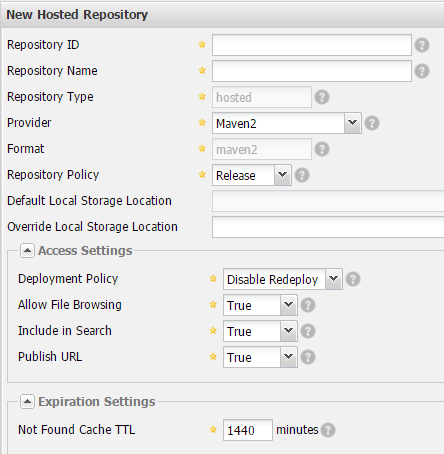 New Hosted Repository
Repository ID ?
Repository Name ?
Repository Type hosted ?
Provider Maven2 ?
Format maven2 ?
Repository Policy Release ?
Default Local Storage Location
Override Local Storage Location
Access Settings
Deployment Policy Disable Redeploy ?
Allow File Browsing True ?
Include in Search True ?
Publish URL True ?
Expiration Settings
Not Found Cache TTL 1440 minutes ?